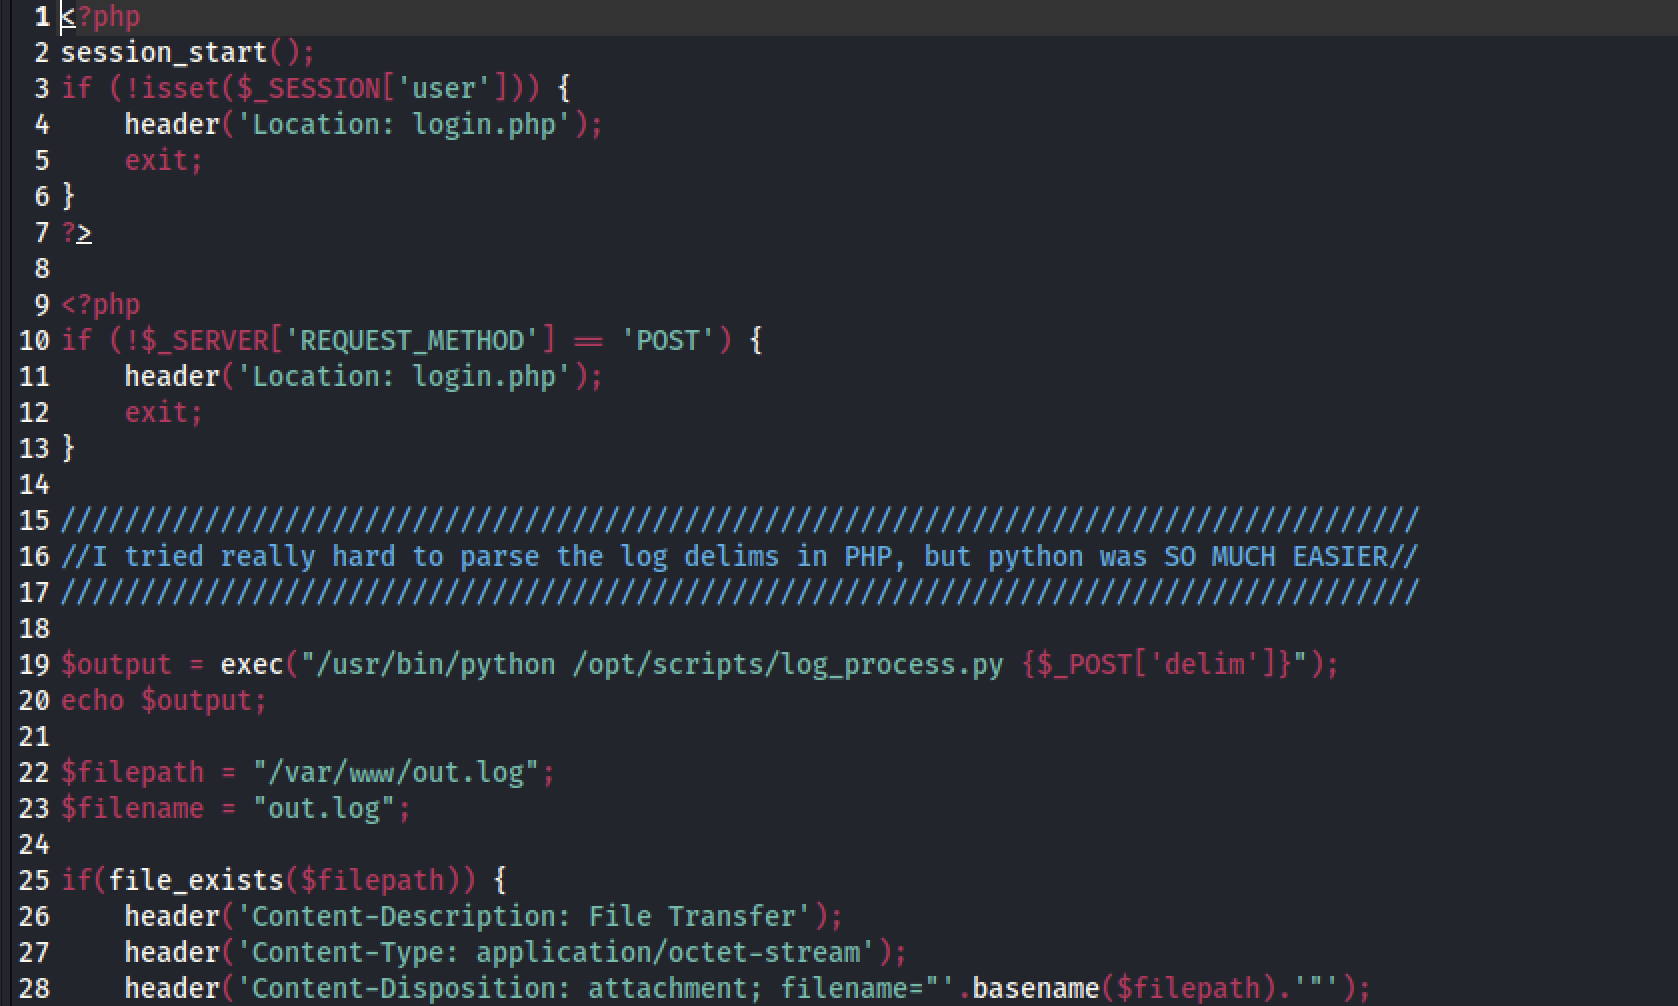 1 <?php
2 session_start();
3 if (!isset($_SESSION['user'])) {
4     header('Location: login.php');
5     exit;
6 }
7 ?>
8
9 <?php
10 if (!$_SERVER['REQUEST_METHOD'] == 'POST') {
11     header('Location: login.php');
12     exit;
13 }
14
15 /////////////////////////////////////////////////////////////////////////////////////
16 //I tried really hard to parse the log delims in PHP, but python was SO MUCH EASIER//
17 /////////////////////////////////////////////////////////////////////////////////////
18
19 $output = exec("/usr/bin/python /opt/scripts/log_process.py {$_POST['delim']}");
20 echo $output;
21
22 $filepath = "/var/www/out.log";
23 $filename = "out.log";
24
25 if(file_exists($filepath)) {
26     header('Content-Description: File Transfer');
27     header('Content-Type: application/octet-stream');
28     header('Content-Disposition: attachment; filename="'.basename($filepath).'"');